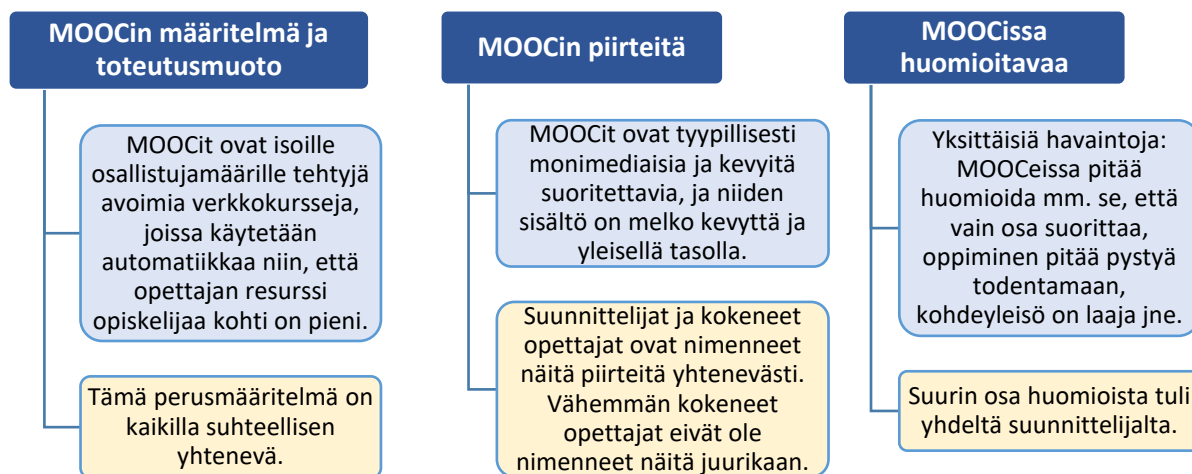 MOOCin määritelmä ja
toteutusmuoto
MOOCit ovat isoille
osallistujamäärille tehtyjä
avoimia verkkokursseja,
joissa käytetään
automatiikkaa niin, että
opettajan resurssi
opiskelijaa kohti on pieni.
Tämä perusmääritelmä on
kaikilla suhteellisen
yhtenevä.
MOOCin piirteitä
MOOCit ovat tyypillisesti
monimediaisia ja kevyitä
suoritettavia, ja niiden
sisältö on melko kevyttä ja
yleisellä tasolla.
Suunnittelijat ja kokeneet
opettajat ovat nimenneet
näitä piirteitä yhtenevästi.
Vähemmän kokeneet
opettajat eivät ole
nimenneet näitä juurikaan.
MOOCissa
huomioitavaa
Yksittäisiä havaintoja:
MOOCeissa pitää
huomioida mm. se, että
vain osa suorittaa,
oppiminen pitää pystyä
todentamaan,
kohdeyleisö on laaja jne.
Suurin osa huomioista tuli
yhdeltä suunnittelijalta.